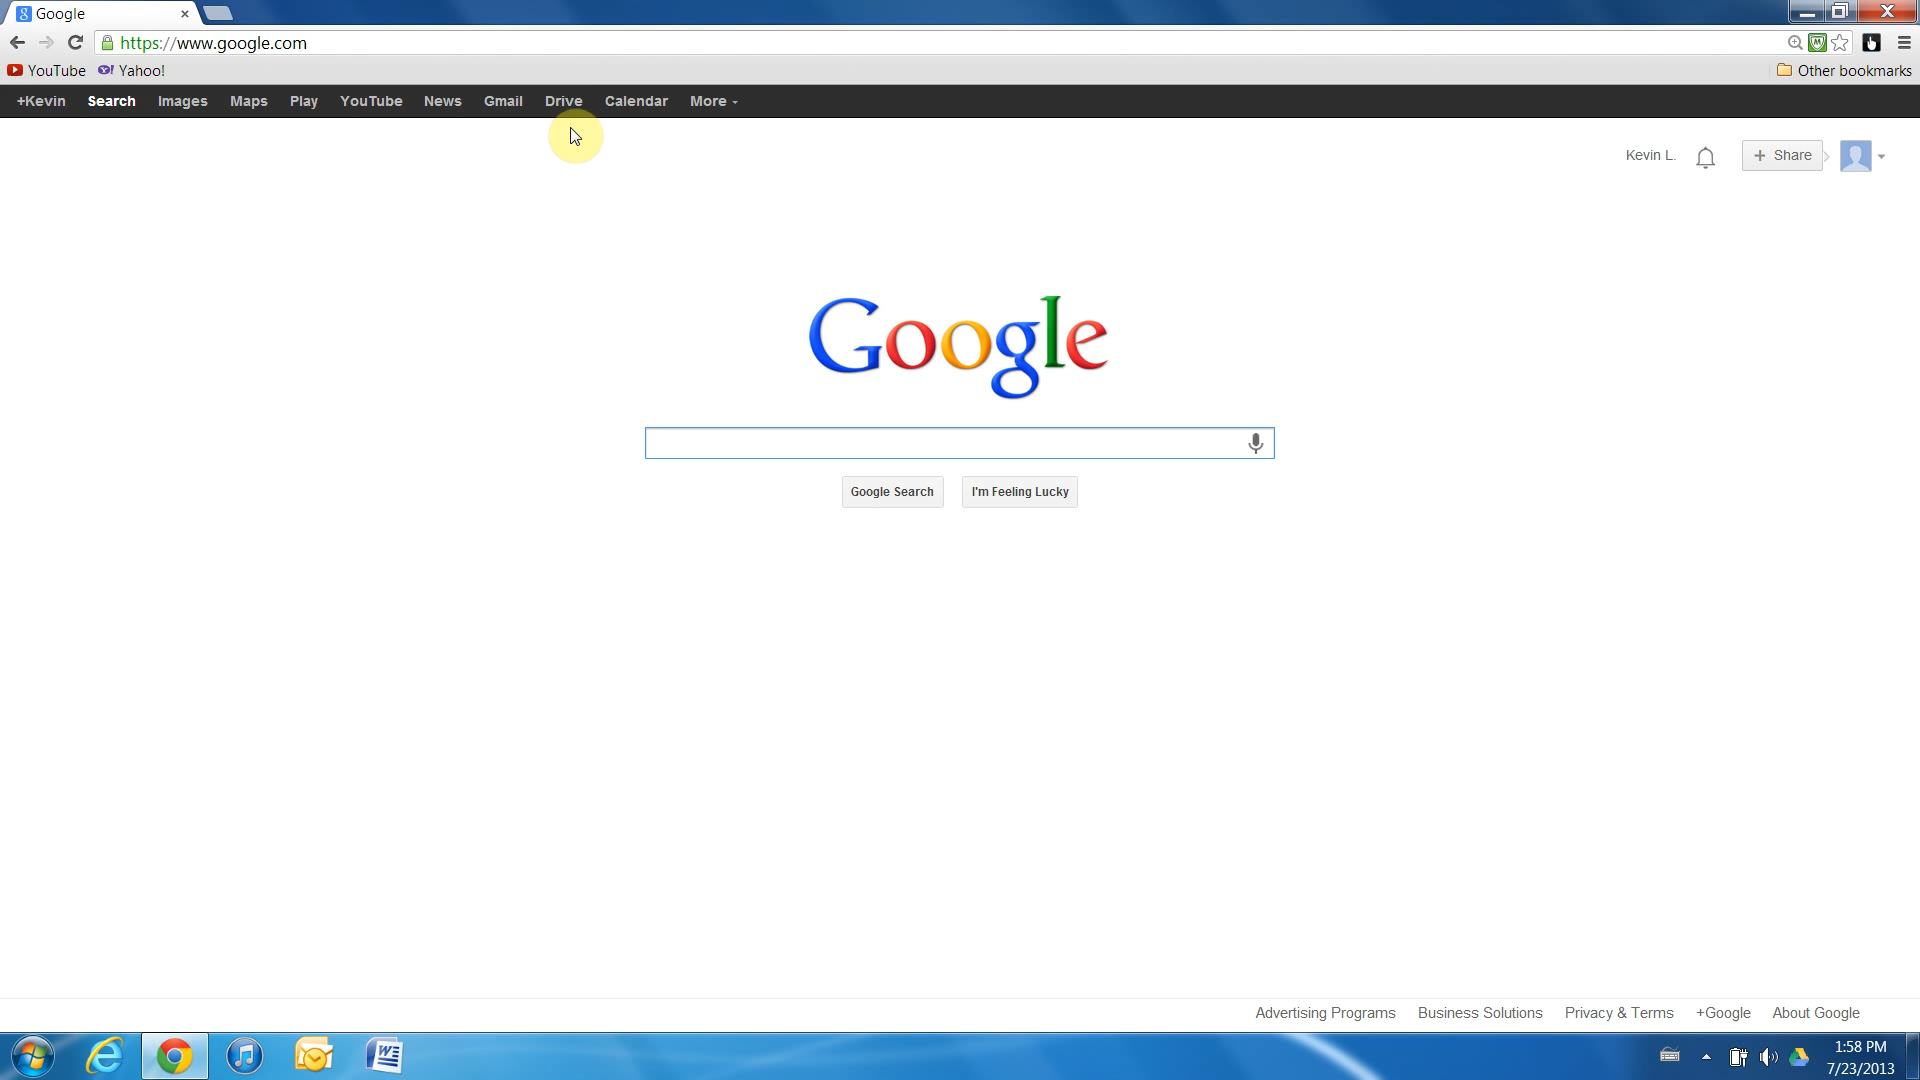 Google
https://www.google.com
YouTube Yahoo! Other bookmarks
+Kevin Search Images Maps Play YouTube News Gmail Drive Calendar More
Kevin L. + Share
Google
Google Search I'm Feeling Lucky
Advertising Programs Business Solutions Privacy & Terms +Google About Google
1:58 PM
7/23/2013